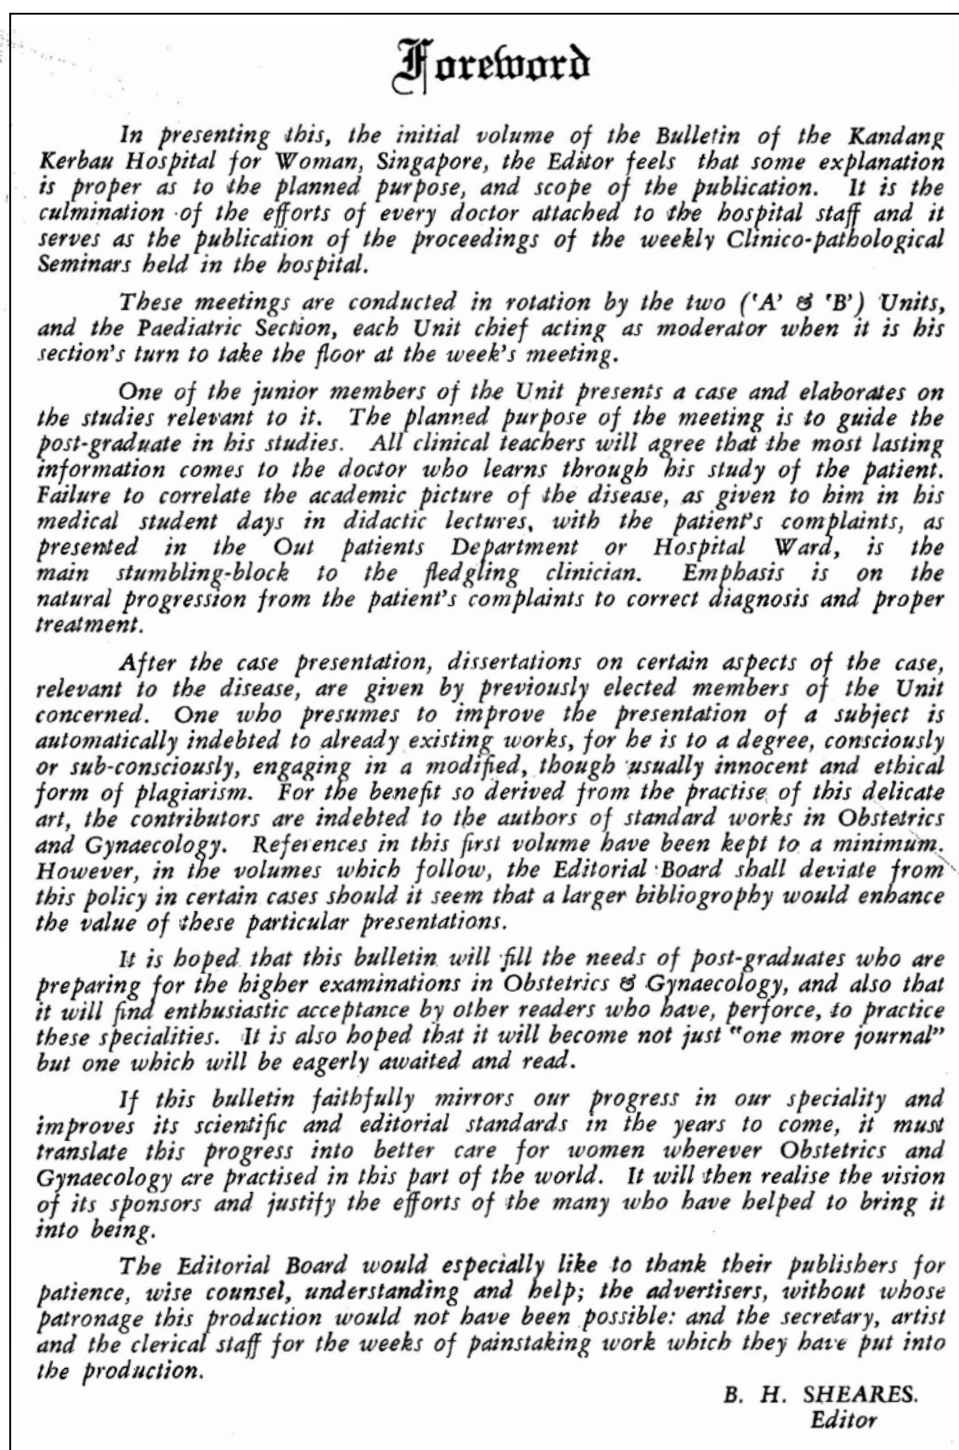 Foreword
In presenting this, the initial volume of the Bulletin of the Kandang
Kerbau Hospital for Woman, Singapore, the Editor feels that some explanation
is proper as to the planned purpose, and scope of the publication. It is the
culmination of the efforts of every doctor attached to the hospital staff and it
serves as the publication of the proceedings of the weekly Clinico-pathological
Seminars held in the hospital.
These meetings are conducted in rotation by the two ('A' & 'B') Units,
and the Paediatric Section, each Unit chief acting as moderator when it is his
section's turn to take the floor at the week's meeting.
One of the junior members of the Unit presents a case and elaborates on
the studies relevant to it. The planned purpose of the meeting is to guide the
post-graduate in his studies. All clinical teachers will agree that the most lasting
information comes to the doctor who learns through his study of the patient.
Failure to correlate the academic picture of the disease, as given to him in his
medical student days in didactic lectures, with the patient's complaints, as
presented in the Out patients Department or Hospital Ward, is the
main stumbling-block to the fledgling clinician. Emphasis is on the
natural progression from the patient's complaints to correct diagnosis and proper
treatment.
After the case presentation, dissertations on certain aspects of the case,
relevant to the disease, are given by previously elected members of the Unit
concerned. One who presumes to improve the presentation of a subject is
automatically indebted to already existing works, for he is to a degree, consciously
or sub-consciously, engaging in a modified, though usually innocent and ethical
form of plagiarism. For the benefit so derived from the practise of this delicate
art, the contributors are indebted to the authors of standard works in Obstetrics
and Gynaecology. References in this first volume have been kept to a minimum.
However, in the volumes which follow, the Editorial Board shall deviate from
this policy in certain cases should it seem that a larger bibliogrophy would enhance
the value of these particular presentations.
It is hoped that this bulletin will fill the needs of post-graduates who are
preparing for the higher examinations in Obstetrics & Gynaecology, and also that
it will find enthusiastic acceptance by other readers who have, perforce, to practice
these specialities. It is also hoped that it will become not just "one more journal"
but one which will be eagerly awaited and read.
If this bulletin faithfully mirrors our progress in our speciality and
improves its scientific and editorial standards in the years to come, it must
translate this progress into better care for women wherever Obstetrics and
Gynaecology are practised in this part of the world. It will then realise the vision
of its sponsors and justify the efforts of the many who have helped to bring it
into being.
The Editorial Board would especially like to thank their publishers for
patience, wise counsel, understanding and help; the advertisers, without whose
patronage this production would not have been possible: and the secretary, artist
and the clerical staff for the weeks of painstaking work which they have put into
the production.
B. H. SHEARES.
Editor